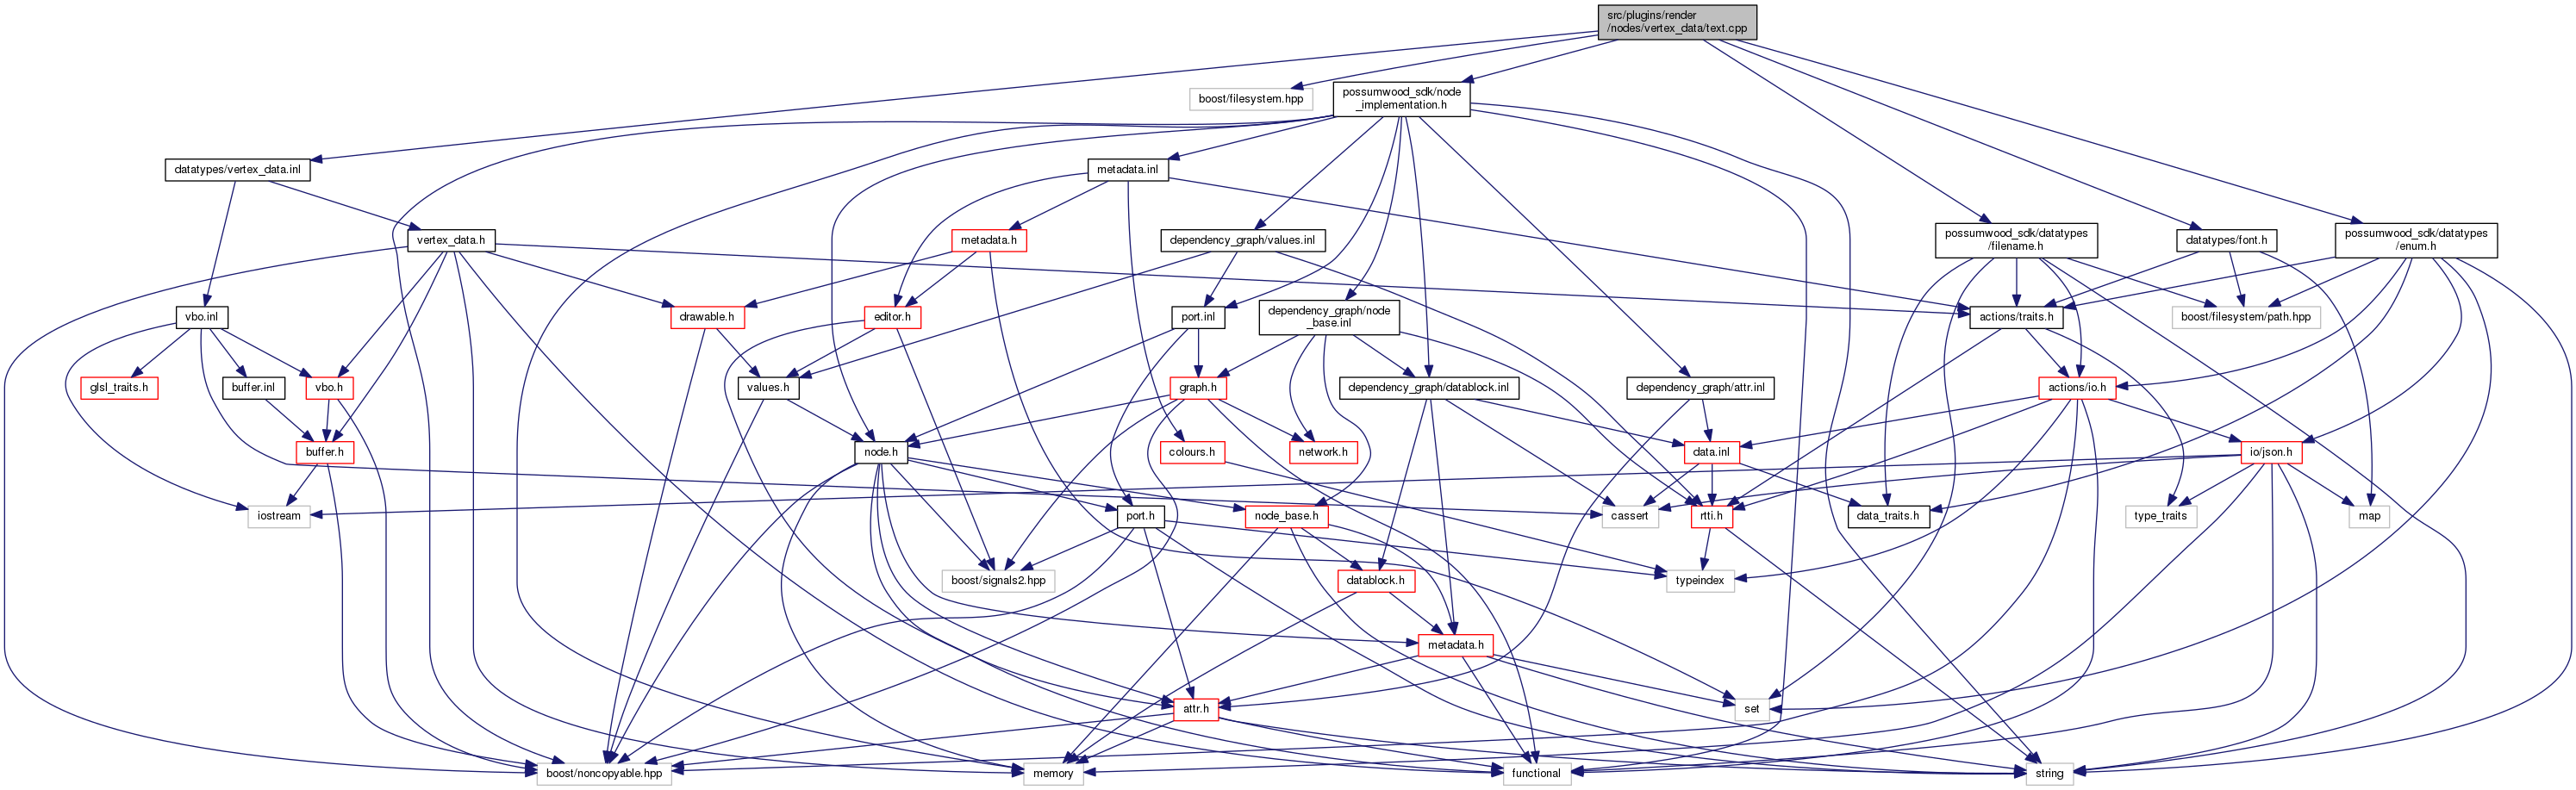 src/plugins/render
/nodes/vertex_data/text.cpp
boost/filesystem.hpp
possumwood_sdk/node
_implementation.h
datatypes/vertex_data.inl
metadata.inl
vertex_data.h
metadata.h
dependency_graph/values.inl
possumwood_sdk/datatypes
/filename.h
datatypes/font.h
possumwood_sdk/datatypes
/enum.h
vbo.inl
drawable.h
editor.h
port.inl
dependency_graph/node
_base.inl
actions/traits.h
boost/filesystem/path.hpp
glsl_traits.h
buffer.inl
vbo.h
values.h
graph.h
dependency_graph/datablock.inl
dependency_graph/attr.inl
actions/io.h
buffer.h
node.h
colours.h
network.h
data.inl
io/json.h
iostream
port.h
node_base.h
cassert
rtti.h
data_traits.h
type_traits
map
boost/signals2.hpp
datablock.h
typeindex
metadata.h
attr.h
set
boost/noncopyable.hpp
memory
functional
string